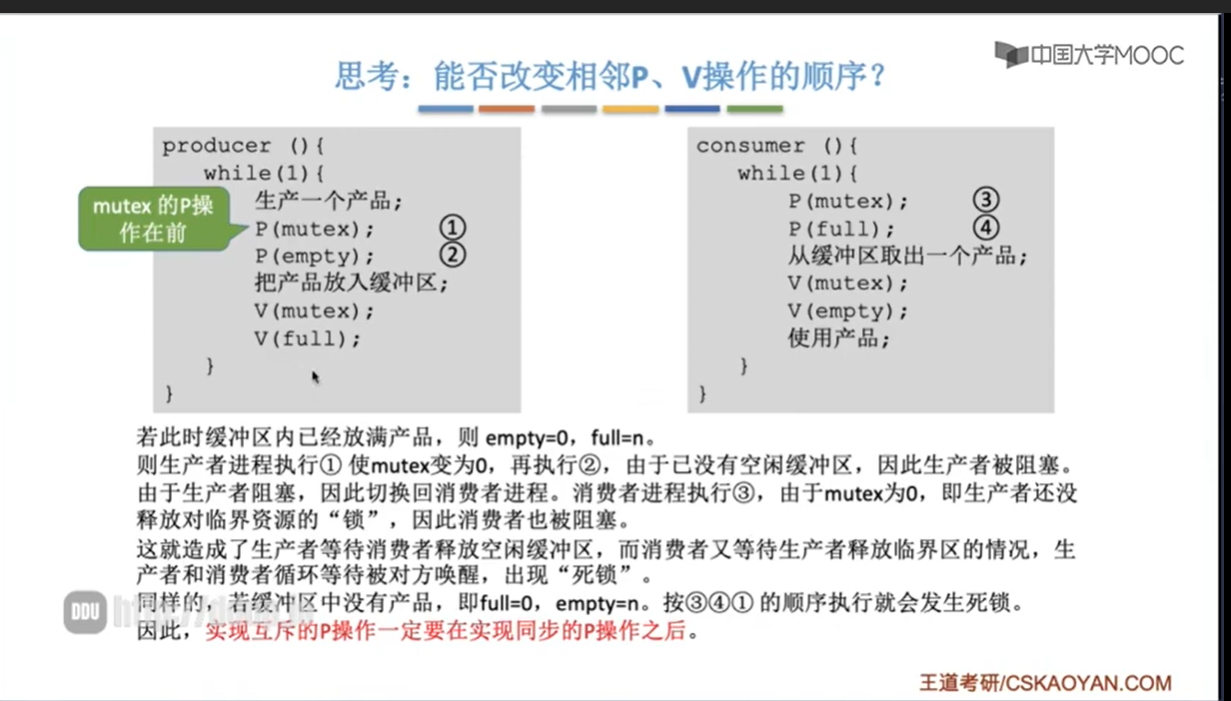 中国大学MOOC
思考：能否改变相邻P、V操作的顺序？
producer (){
while(1){
生产一个产品;
P(mutex); ①
P(empty); ②
把产品放入缓冲区;
V(mutex);
V(full);
}
}
mutex 的P操
作在前
consumer (){
while(1){
P(mutex); ③
P(full); ④
从缓冲区取出一个产品;
V(mutex);
V(empty);
使用产品;
}
}
若此时缓冲区内已经放满产品，则 empty=0，full=n。
则生产者进程执行① 使mutex变为0，再执行②，由于已没有空闲缓冲区，因此生产者被阻塞。
由于生产者阻塞，因此切换回消费者进程。消费者进程执行③，由于mutex为0，即生产者还没
释放对临界资源的“锁”，因此消费者也被阻塞。
这就造成了生产者等待消费者释放空闲缓冲区，而消费者又等待生产者释放临界区的情况，生
产者和消费者循环等待被对方唤醒，出现“死锁”。
同样的，若缓冲区中没有产品，即full=0，empty=n。按③④① 的顺序执行就会发生死锁。
因此，实现互斥的P操作一定要在实现同步的P操作之后。
DDU
王道考研/CSKAOYAN.COM